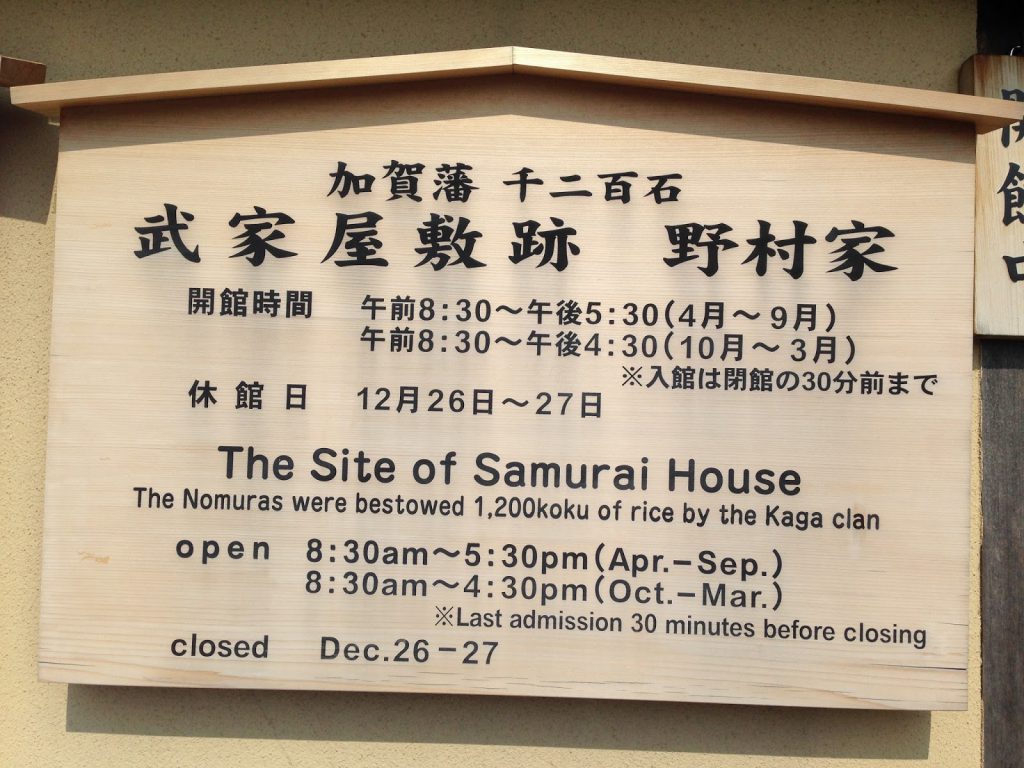 加賀藩 千二百石
武家屋敷跡 野村家
開館時間 午前8:30～午後5:30(4月～9月)
午前8:30～午後4:30(10月～3月)
※入館は閉館の30分前まで
休館日 12月26日～27日
The Site of Samurai House
The Nomuras were bestowed 1,200koku of rice by the Kaga clan
open 8:30am～5:30pm(Apr.-Sep.)
8:30am～4:30pm(Oct.-Mar.)
※Last admission 30 minutes before closing
closed Dec.26-27
開館中